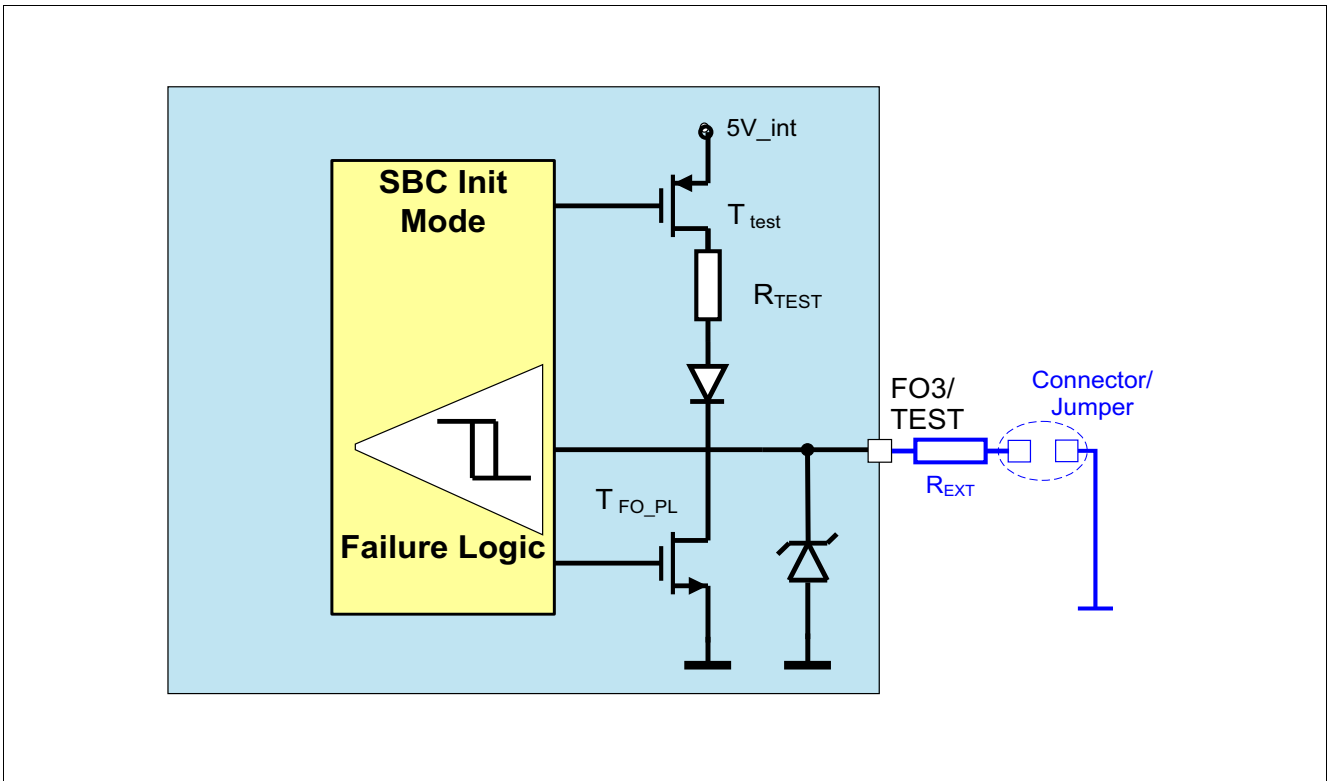 5V_int
SBC Init
Mode
T test
RTEST
FO3/
TEST
Connector/
Jumper
REXT
T FO_PL
Failure Logic